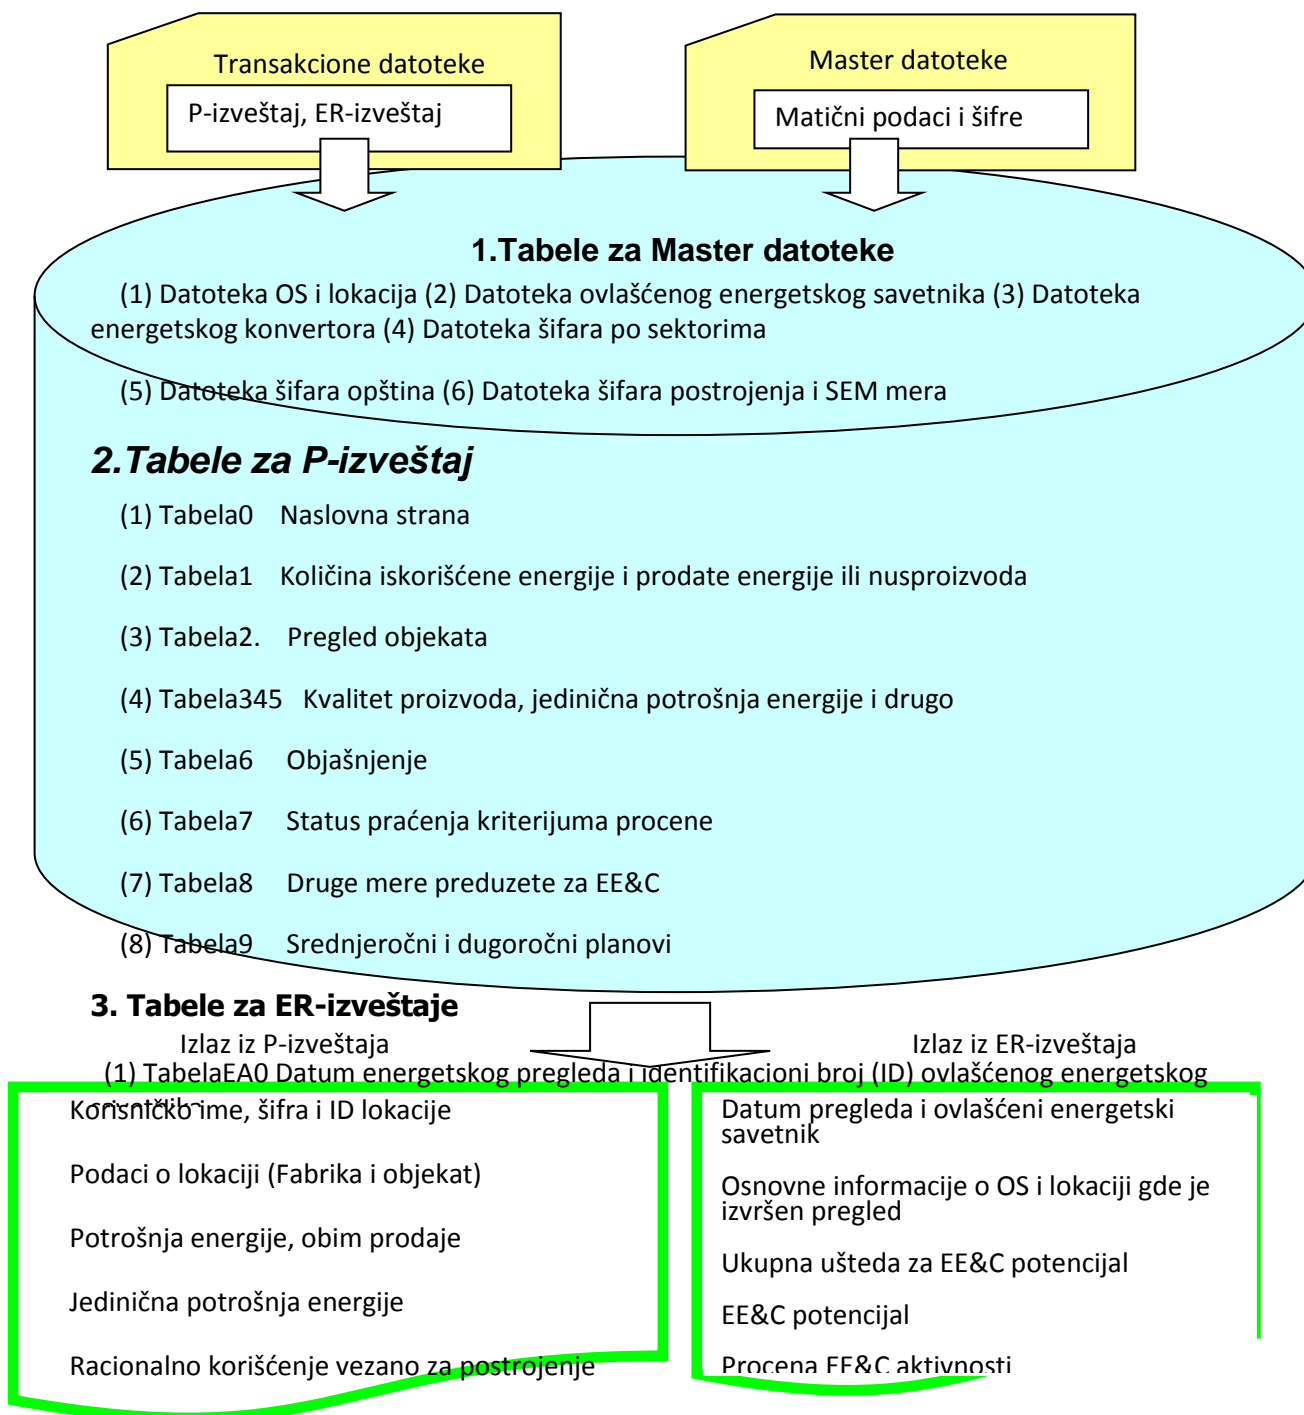 Transakcione datoteke
P-izveštaj, ER-izveštaj
Master datoteke
Matični podaci i šifre
1.Tabele za Master datoteke
(1) Datoteka OS i lokacija (2) Datoteka ovlašćenog energetskog savetnika (3) Datoteka
energetskog konvertora (4) Datoteka šifara po sektorima
(5) Datoteka šifara opština (6) Datoteka šifara postrojenja i SEM mera
2.Tabele za P-izveštaj
(1) Tabela0 Naslovna strana
(2) Tabela1 Količina iskorišćene energije i prodate energije ili nusproizvoda
(3) Tabela2. Pregled objekata
(4) Tabela345 Kvalitet proizvoda, jedinična potrošnja energije i drugo
(5) Tabela6 Objašnjenje
(6) Tabela7 Status praćenja kriterijuma procene
(7) Tabela8 Druge mere preduzete za EE&C
(8) Tabela9 Srednjeročni i dugoročni planovi
3. Tabele za ER-izveštaje
(1) TabelaEA0 Datum energetskog pregleda i identifikacioni broj (ID) ovlašćenog energetskog
Izlaz iz P-izveštaja
Korisničko ime, šifra i ID lokacije
Podaci o lokaciji (Fabrika i objekat)
Potrošnja energije, obim prodaje
Jedinična potrošnja energije
Racionalno korišćenje vezano za postrojenje
Izlaz iz ER-izveštaja
Datum pregleda i ovlašćeni energetski
savetnik
Osnovne informacije o OS i lokaciji gde je
izvršen pregled
Ukupna ušteda za EE&C potencijal
EE&C potencijal
Procena EE&C aktivnosti